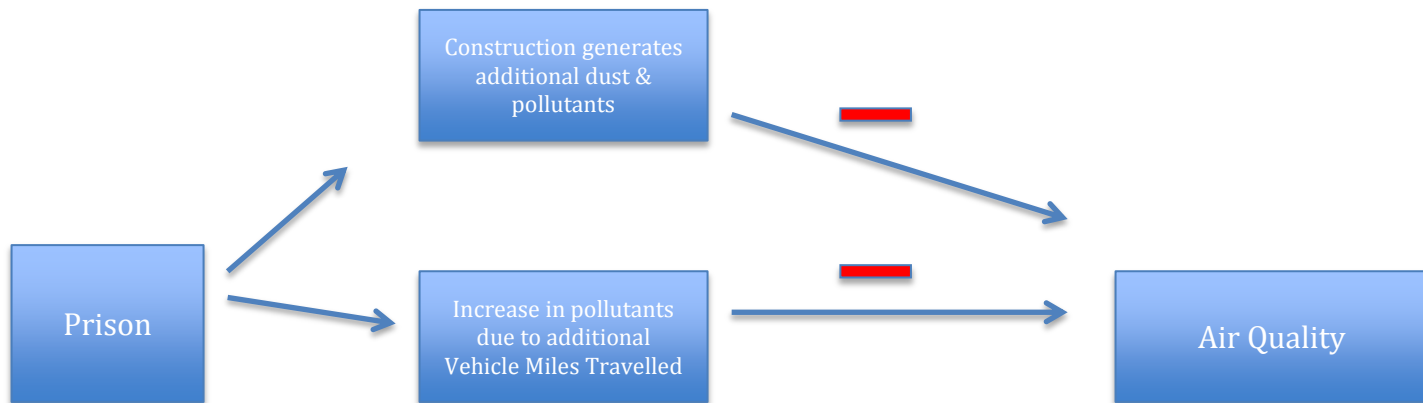 Construction generates
additional dust &
pollutants
Prison
Increase in pollutants
due to additional
Vehicle Miles Travelled
Air Quality